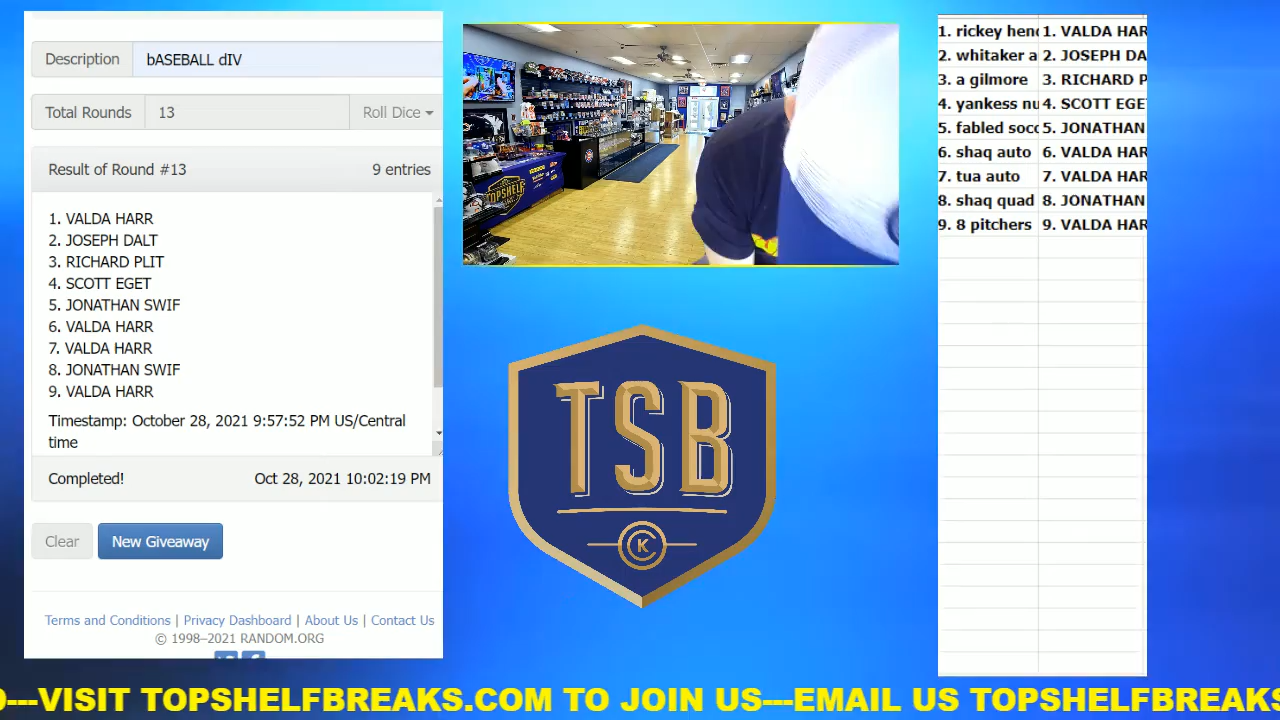 Description
bASEBALL dIV
Total Rounds
13
Roll Dice
Result of Round #13
9 entries
1. VALDA HARR
2. JOSEPH DALT
3. RICHARD PLIT
4. SCOTT EGET
5. JONATHAN SWIF
6. VALDA HARR
7. VALDA HARR
8. JONATHAN SWIF
9. VALDA HARR
Timestamp: October 28, 2021 9:57:52 PM US/Central
time
Completed!
Oct 28, 2021 10:02:19 PM
Clear
New Giveaway
Terms and Conditions | Privacy Dashboard | About Us | Contact Us
© 1998–2021 RANDOM.ORG
TOPSHELF
TSB
CK
1. rickey hend 1. VALDA HAR
2. whitaker a 2. JOSEPH DA
3. a gilmore 3. RICHARD P
4. yankess nu 4. SCOTT EGE
5. fabled socc 5. JONATHAN
6. shaq auto 6. VALDA HAR
7. tua auto 7. VALDA HAR
8. shaq quad 8. JONATHAN
9. 8 pitchers 9. VALDA HAR
O---VISIT TOPSHELFBREAKS.COM TO JOIN US---EMAIL US TOPSHELFBREAKS